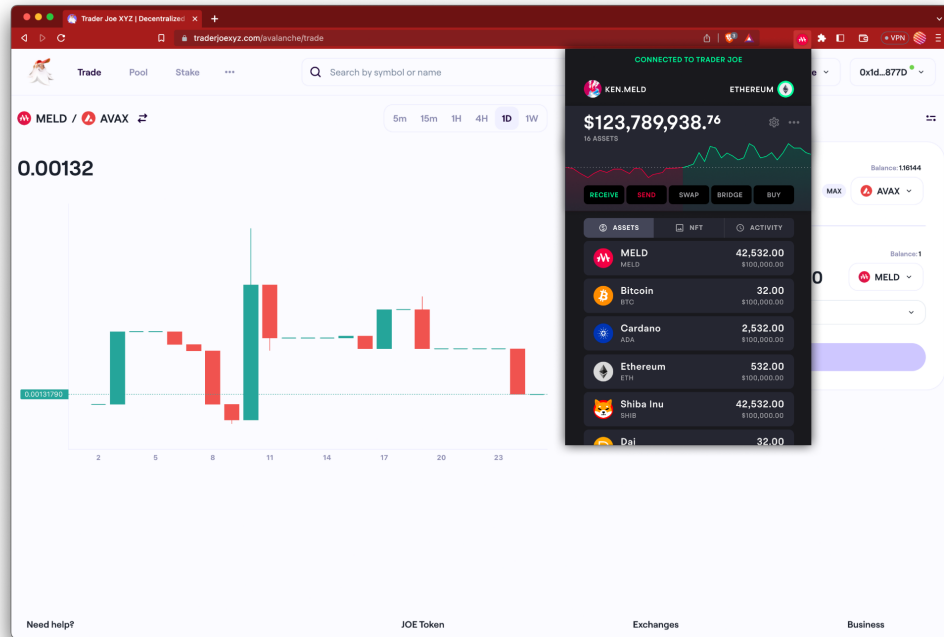 Trader Joe XYZ | Decentralized
traderjoexyz.com/avalanche/trade
VPN
Trade
Pool
Stake
Search by symbol or name
e
0x1d...877D
MELD / AVAX
5m 15m 1H 4H 1D 1W
0.00132
0.00131790
2 5 8 11 14 17 20 23
CONNECTED TO TRADER JOE
KEN.MELD
ETHEREUM
$123,789,938.76
16 ASSETS
RECEIVE
SEND
SWAP
BRIDGE
BUY
ASSETS
NFT
ACTIVITY
MELD 42,532.00
MELD $100,000.00
Bitcoin 32.00
BTC $100,000.00
Cardano 2,532.00
ADA $100,000.00
Ethereum 532.00
ETH $100,000.00
Shiba Inu 42,532.00
SHIB $100,000.00
Dai 32.00
Balance: 1.16144
MAX
AVAX
Balance: 1
0
MELD
Need help?
JOE Token
Exchanges
Business